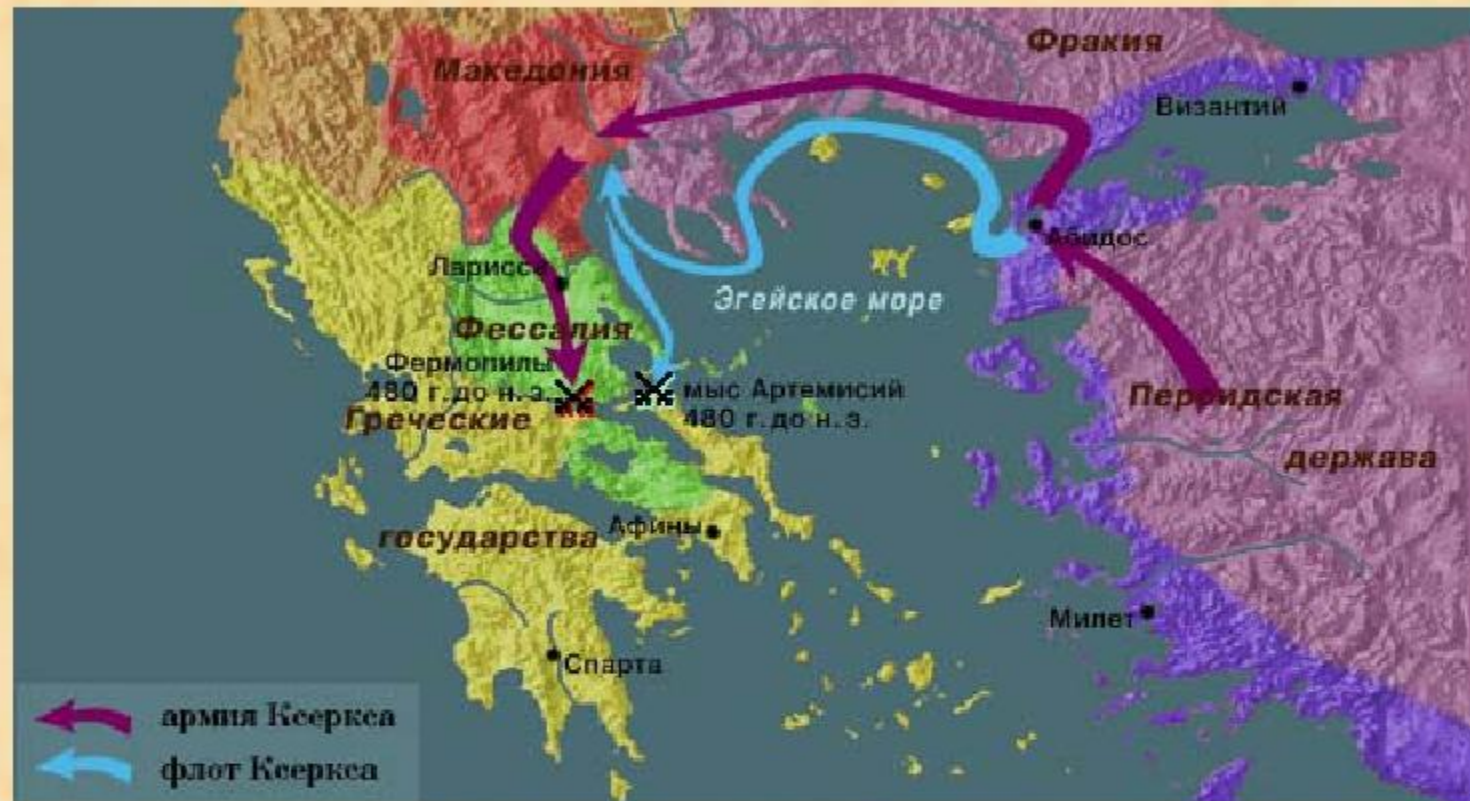 Фракия
Македония
Византий
Абидос
Ларисса
Эгейское море
Фессалия
Фермопилы
480 г. до н. э.
мыс Артемисий
480 г. до н. э.
Персидская
держава
Греческие
государства
Афины
Милет
Спарта
армия Ксеркса
флот Ксеркса